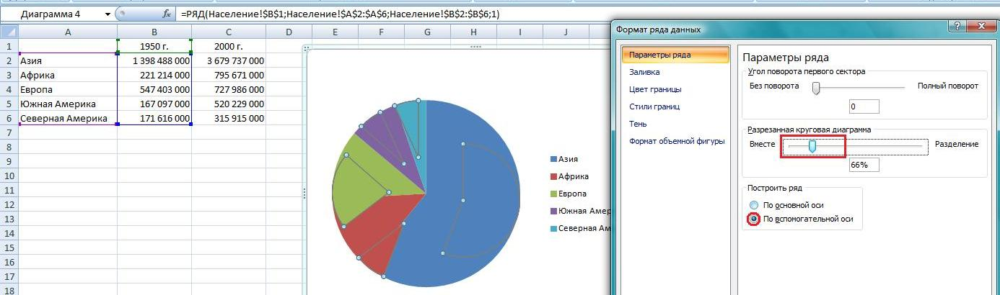 Диаграмма 4 fx =РЯД(Население!$B$1;Население!$A$2:$A$6;Население!$B$2:$B$6;1)
A B C D E F G H I J
1 1950 г. 2000 г.
2 Азия 1 398 488 000 3 679 737 000
3 Африка 221 214 000 795 671 000
4 Европа 547 403 000 727 986 000
5 Южная Америка 167 097 000 520 229 000
6 Северная Америка 171 616 000 315 915 000
7
8
9
10
11
12
13
14
15
16
17
18
Азия
Африка
Европа
Южная Амер
Северная Ам
Формат ряда данных
Параметры ряда
Заливка
Цвет границы
Стили границ
Тень
Формат объемной фигуры
Параметры ряда
Угол поворота первого сектора
Без поворота Полный поворот
0
Разрезанная круговая диаграмма
Вместе Разделение
66%
Построить ряд
По основной оси
По вспомогательной оси